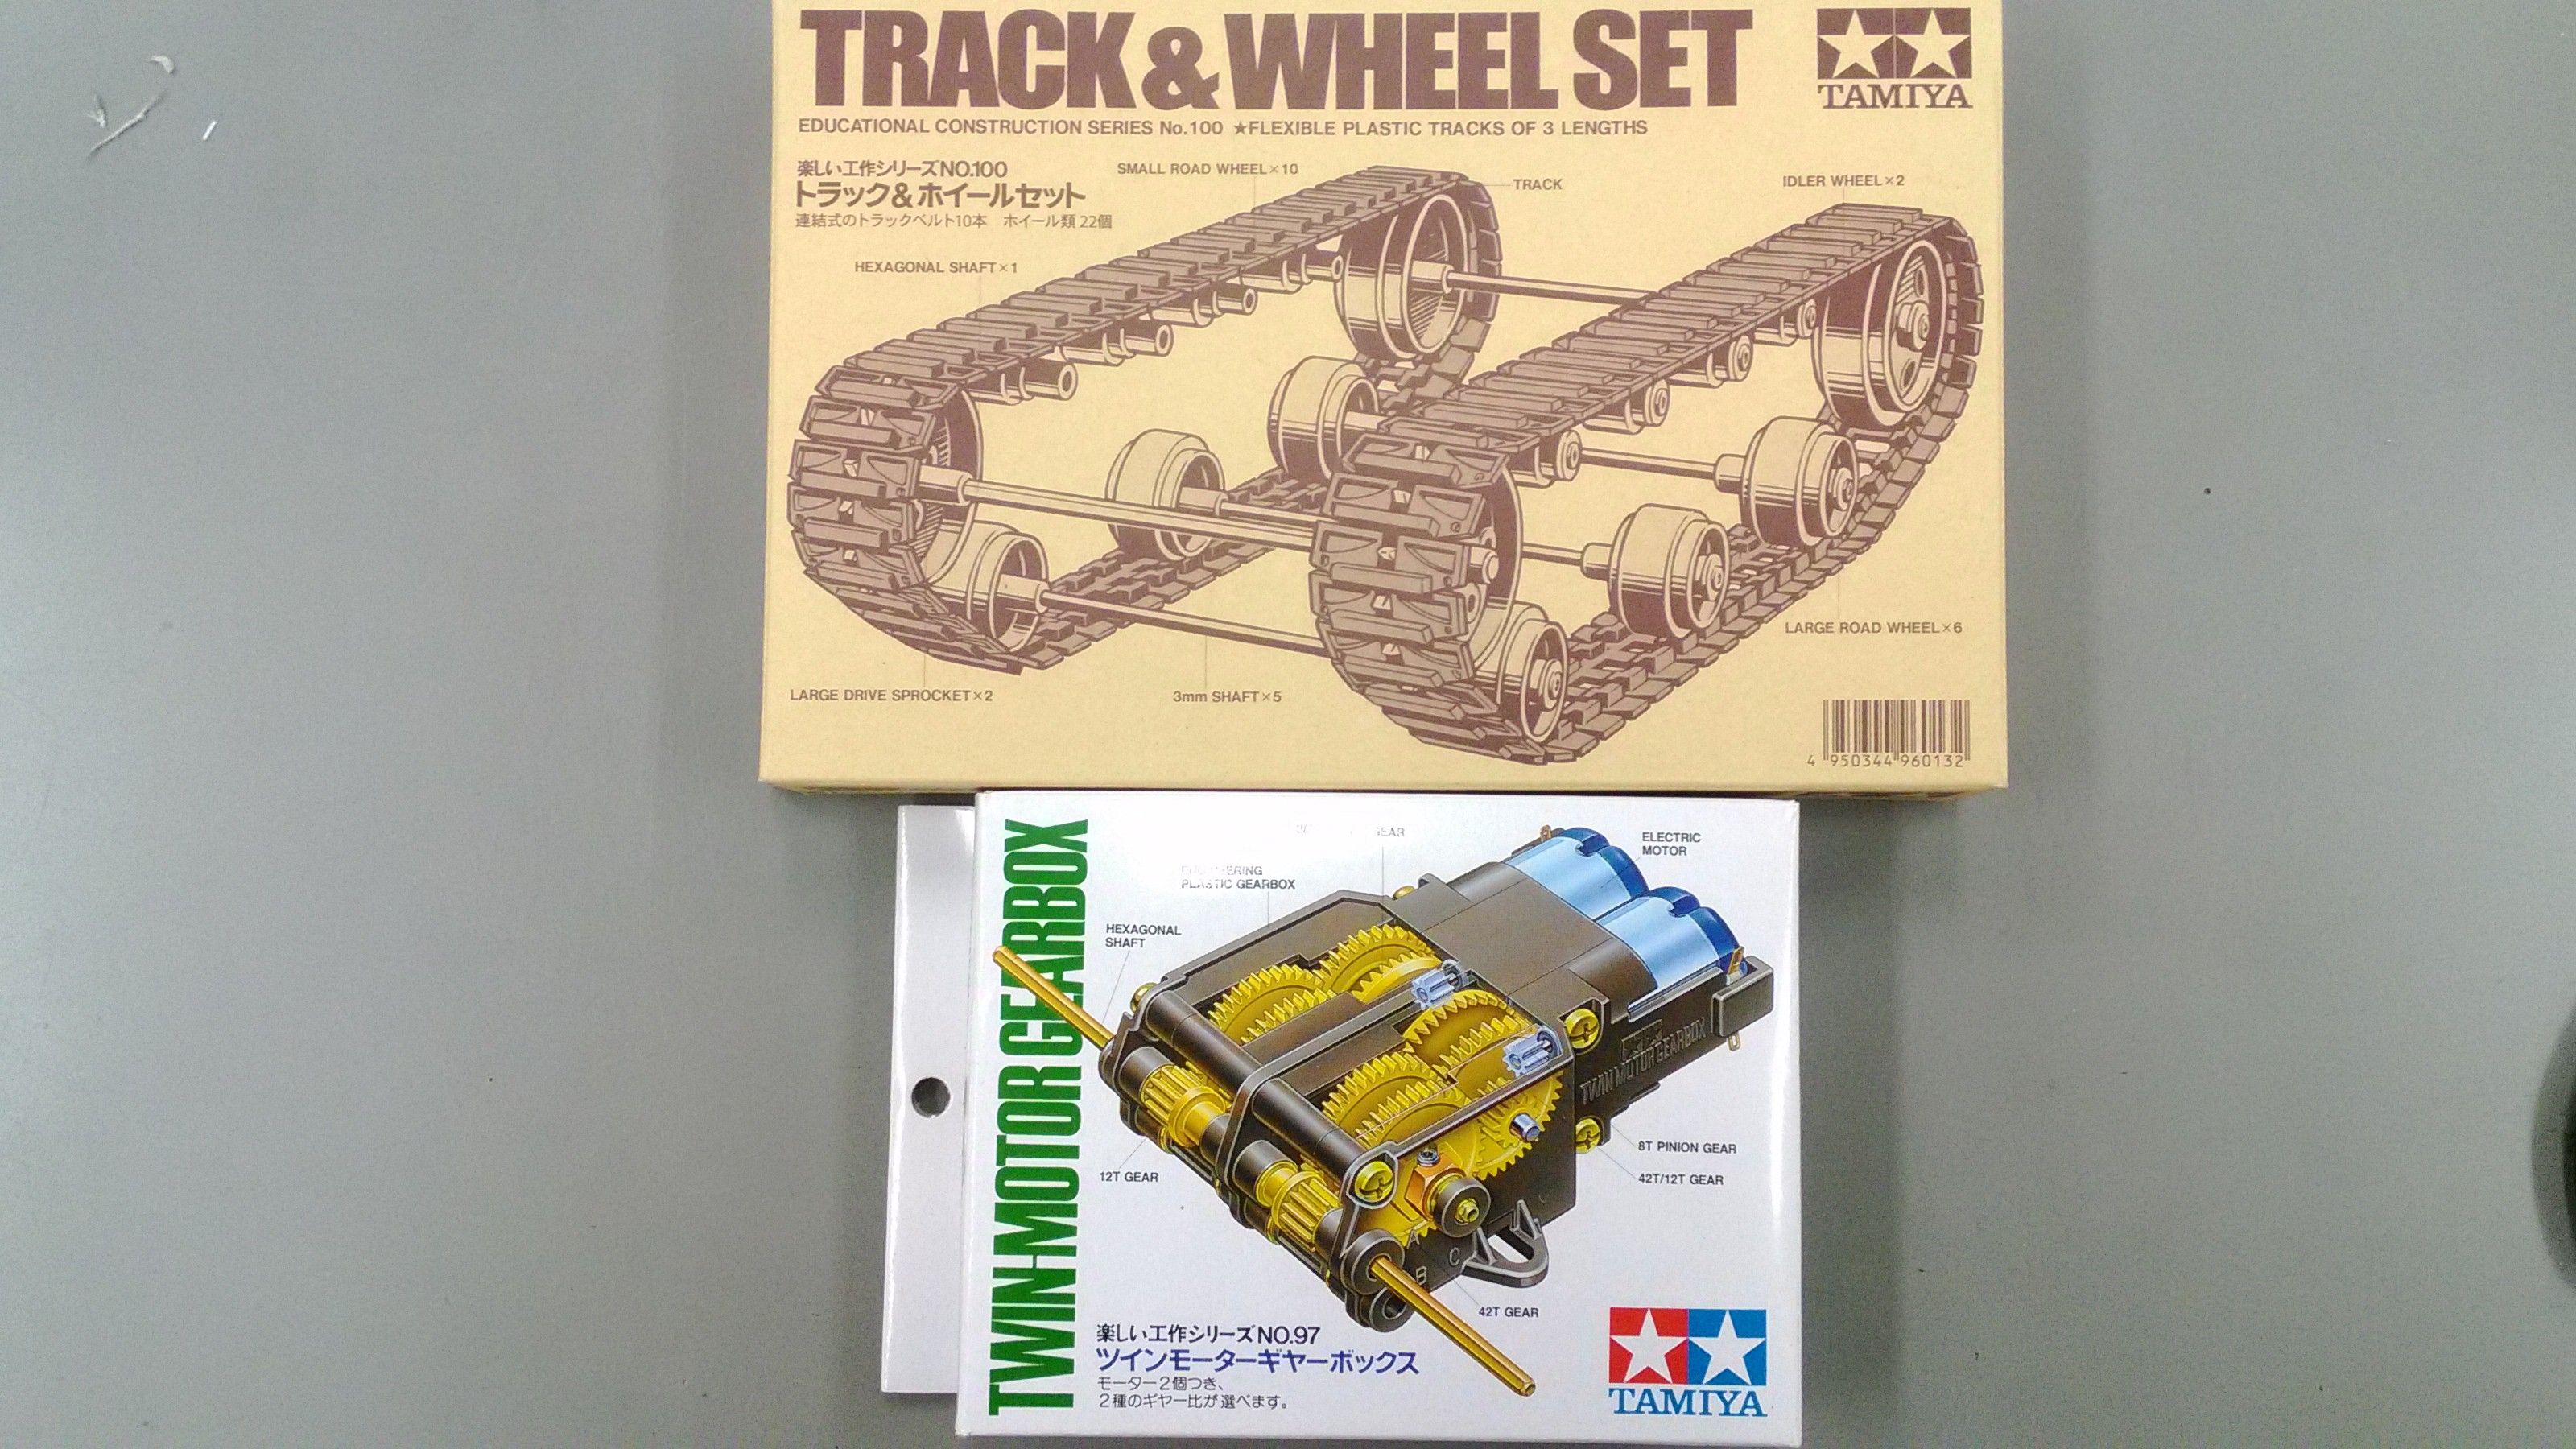 TRACK & WHEEL SET
TAMIYA
EDUCATIONAL CONSTRUCTION SERIES No.100 ★FLEXIBLE PLASTIC TRACKS OF 3 LENGTHS
楽しい工作シリーズNO.100
トラック&ホイールセット
連結式のトラックベルト10本 ホイール類22個
SMALL ROAD WHEEL×10
TRACK
IDLER WHEEL×2
HEXAGONAL SHAFT×1
LARGE ROAD WHEEL×6
LARGE DRIVE SPROCKET×2
3mm SHAFT×5
4 950344 960132
TWIN-MOTOR GEARBOX
GEAR
ELECTRIC
MOTOR
PLASTIC GEARBOX
HEXAGONAL
SHAFT
TWIN MOTOR GEARBOX
8T PINION GEAR
42T/12T GEAR
12T GEAR
A
B
C
42T GEAR
楽しい工作シリーズNO.97
ツインモーターギヤーボックス
モーター2個つき、
2種のギヤー比が選べます。
TAMIYA